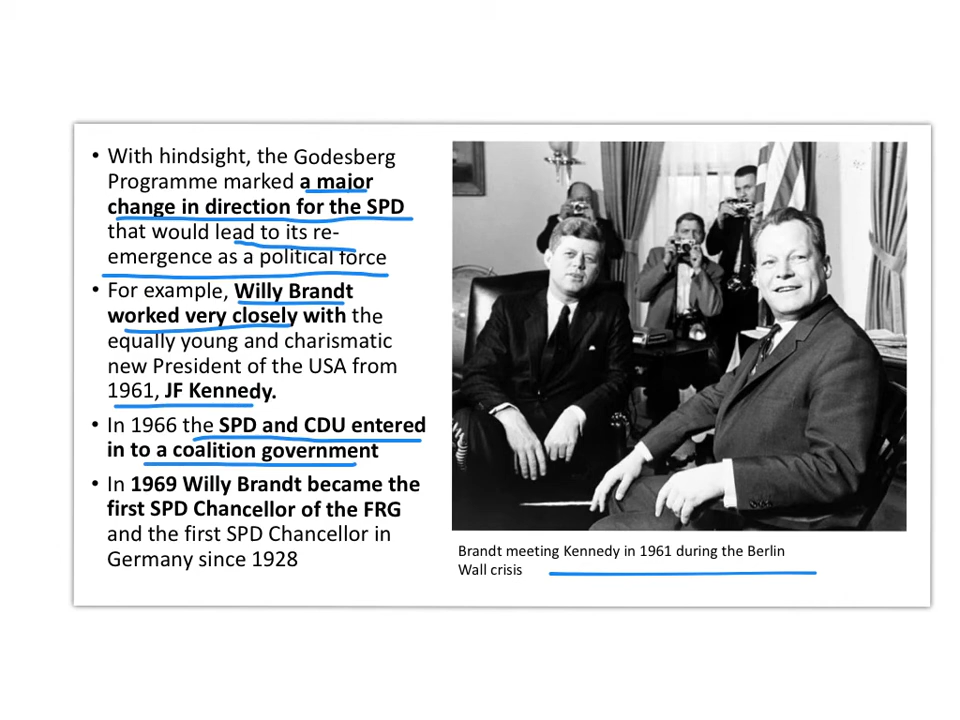 • With hindsight, the Godesberg
Programme marked a major
change in direction for the SPD
that would lead to its re-
emergence as a political force
• For example, Willy Brandt
worked very closely with the
equally young and charismatic
new President of the USA from
1961, JF Kennedy.
• In 1966 the SPD and CDU entered
in to a coalition government
• In 1969 Willy Brandt became the
first SPD Chancellor of the FRG
and the first SPD Chancellor in
Germany since 1928
Brandt meeting Kennedy in 1961 during the Berlin
Wall crisis